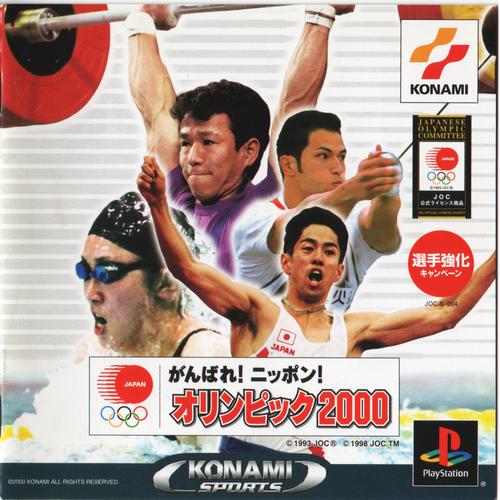 KONAMI
JAPANESE
OLYMPIC
COMMITTEE
JAPAN
© 1993 JOC ®
JOC
公式ライセンス商品
選手強化
キャンペーン
JOC-S-004
JAPAN
JAPAN
がんばれ!ニッポン!
オリンピック2000
© 1993 JOC ® © 1998 JOC TM
©2000 KONAMI ALL RIGHTS RESERVED.
KONAMI
SPORTS
PlayStation